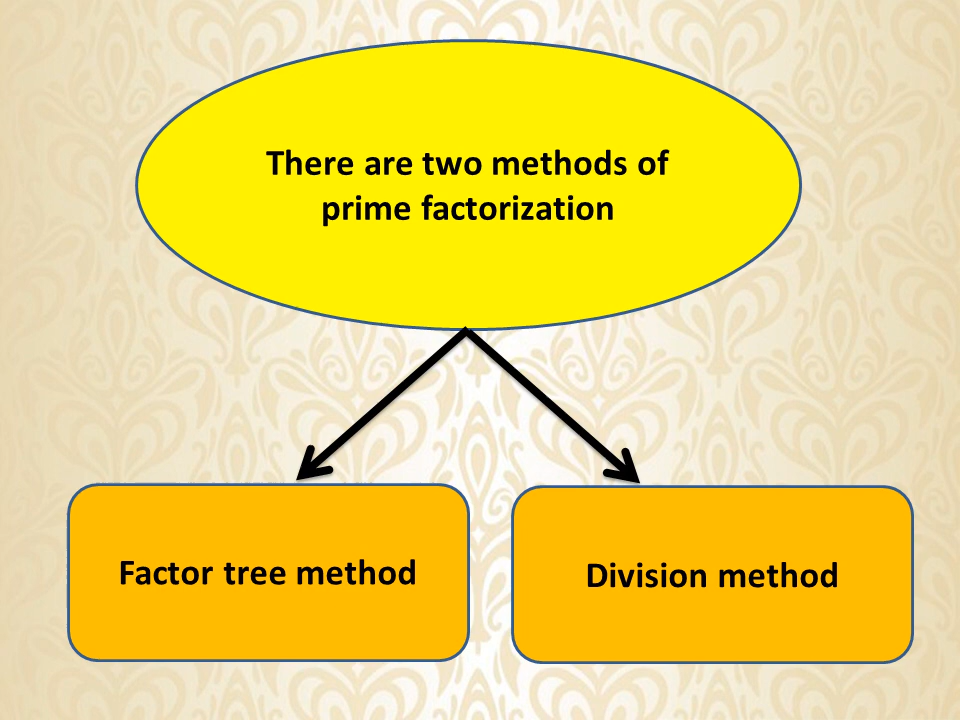 There are two methods of
prime factorization
Factor tree method
Division method